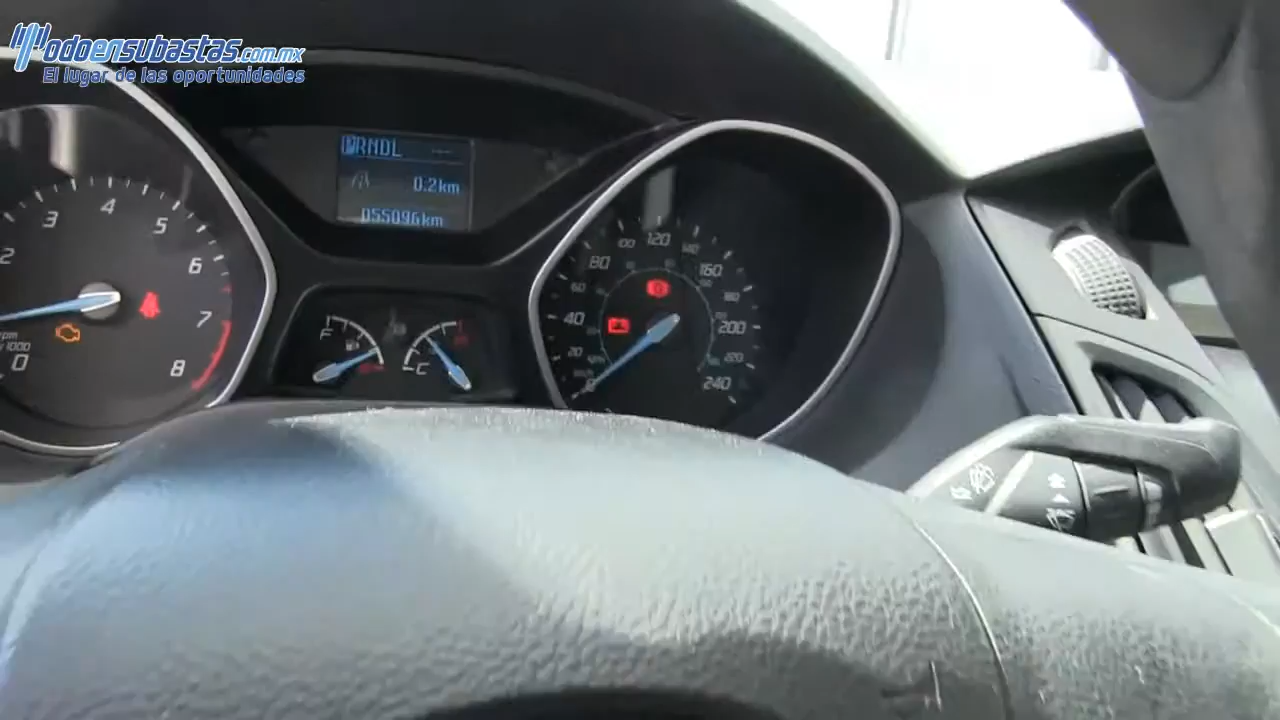 Todoensubastas.com.mx
El lugar de las oportunidades
PRNDL ---
0.2km
055096km
2 3 4 5 6 7 8
rpm
x1000
0
F
C
20 40 60 80 100 120 140 160 180 200 220 240